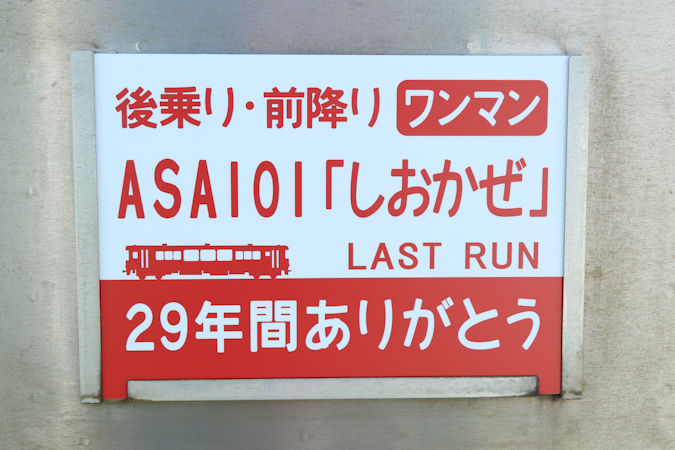 後乗り・前降り ワンマン
ASA101「しおかぜ」
LAST RUN
29年間ありがとう